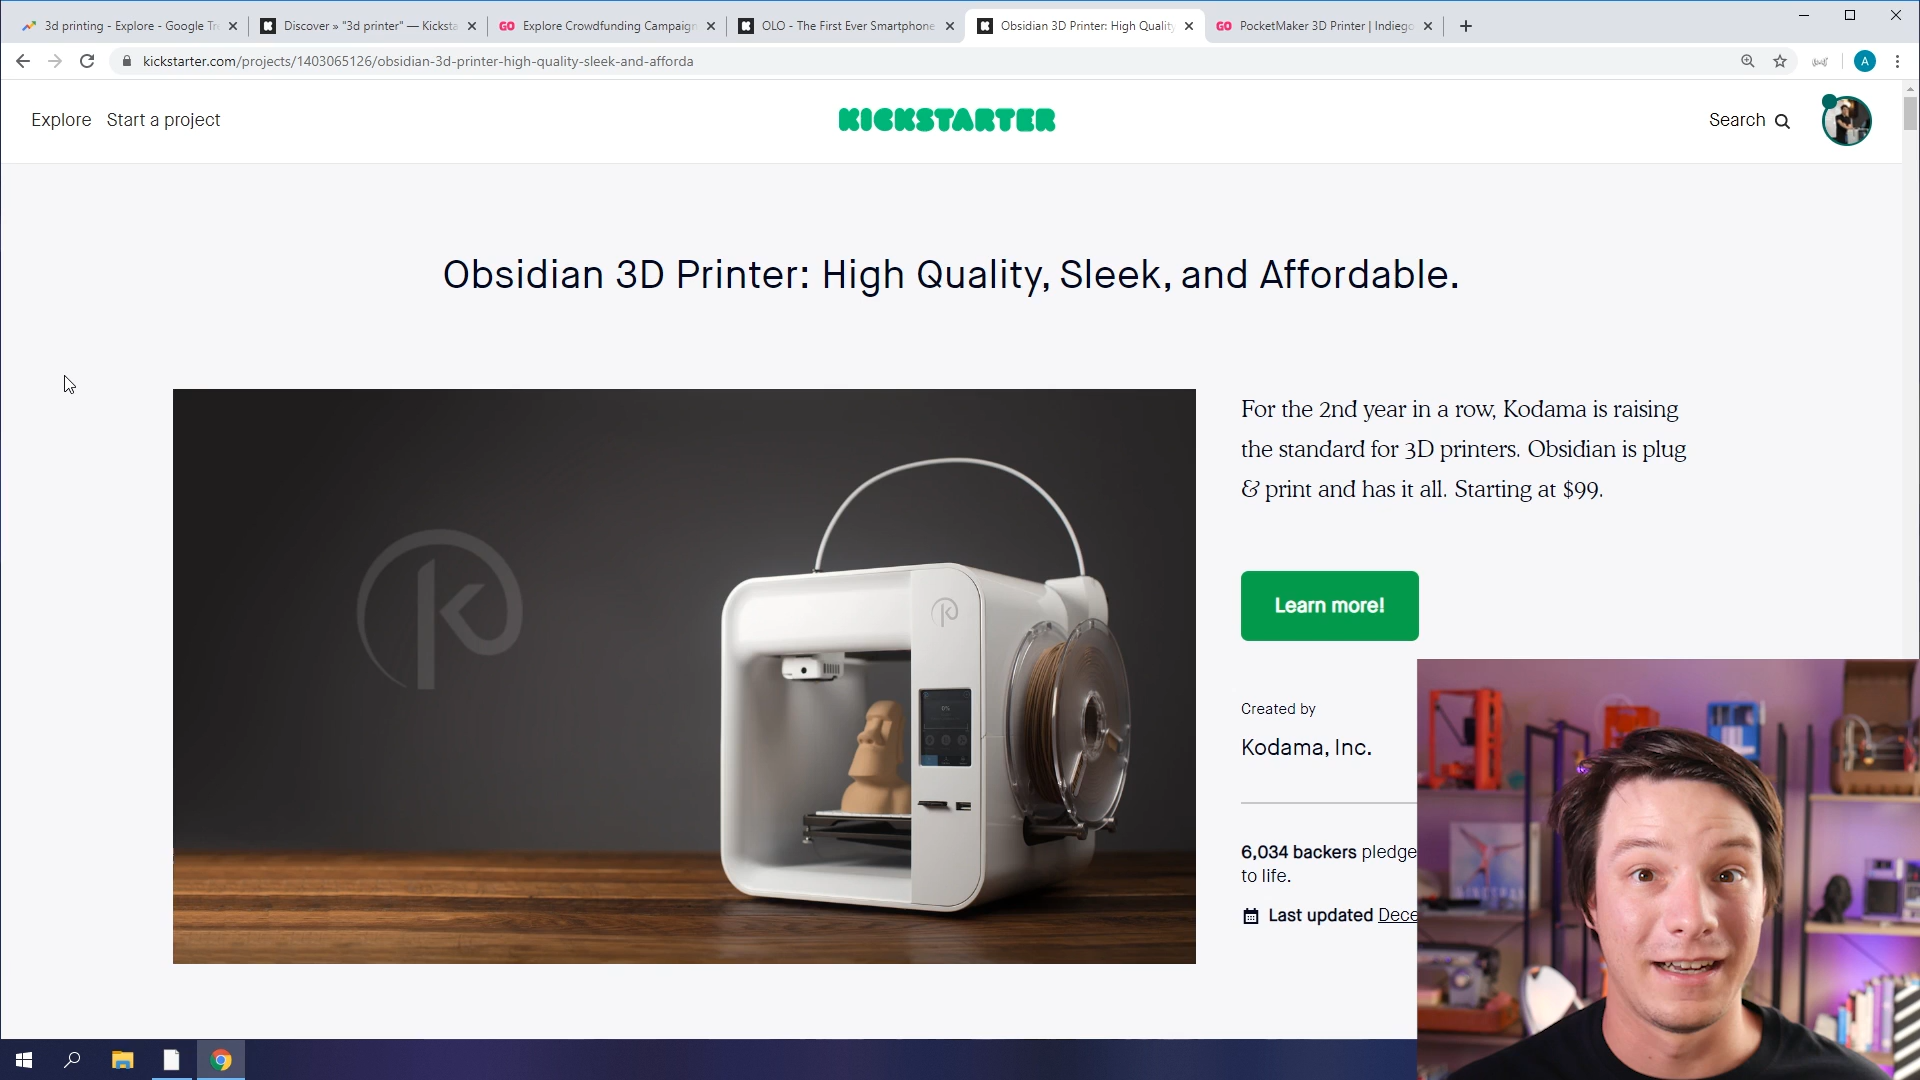 3d printing - Explore - Google Tr
Discover » "3d printer" — Kicksta
GO Explore Crowdfunding Campaign
OLO - The First Ever Smartphone
Obsidian 3D Printer: High Quality
GO PocketMaker 3D Printer | Indiego
kickstarter.com/projects/1403065126/obsidian-3d-printer-high-quality-sleek-and-afforda
A
Explore Start a project
KICKSTARTER
Search
Obsidian 3D Printer: High Quality, Sleek, and Affordable.
For the 2nd year in a row, Kodama is raising
the standard for 3D printers. Obsidian is plug
& print and has it all. Starting at $99.
Learn more!
Created by
Kodama, Inc.
6,034 backers pledge
to life.
Last updated Dece
0%